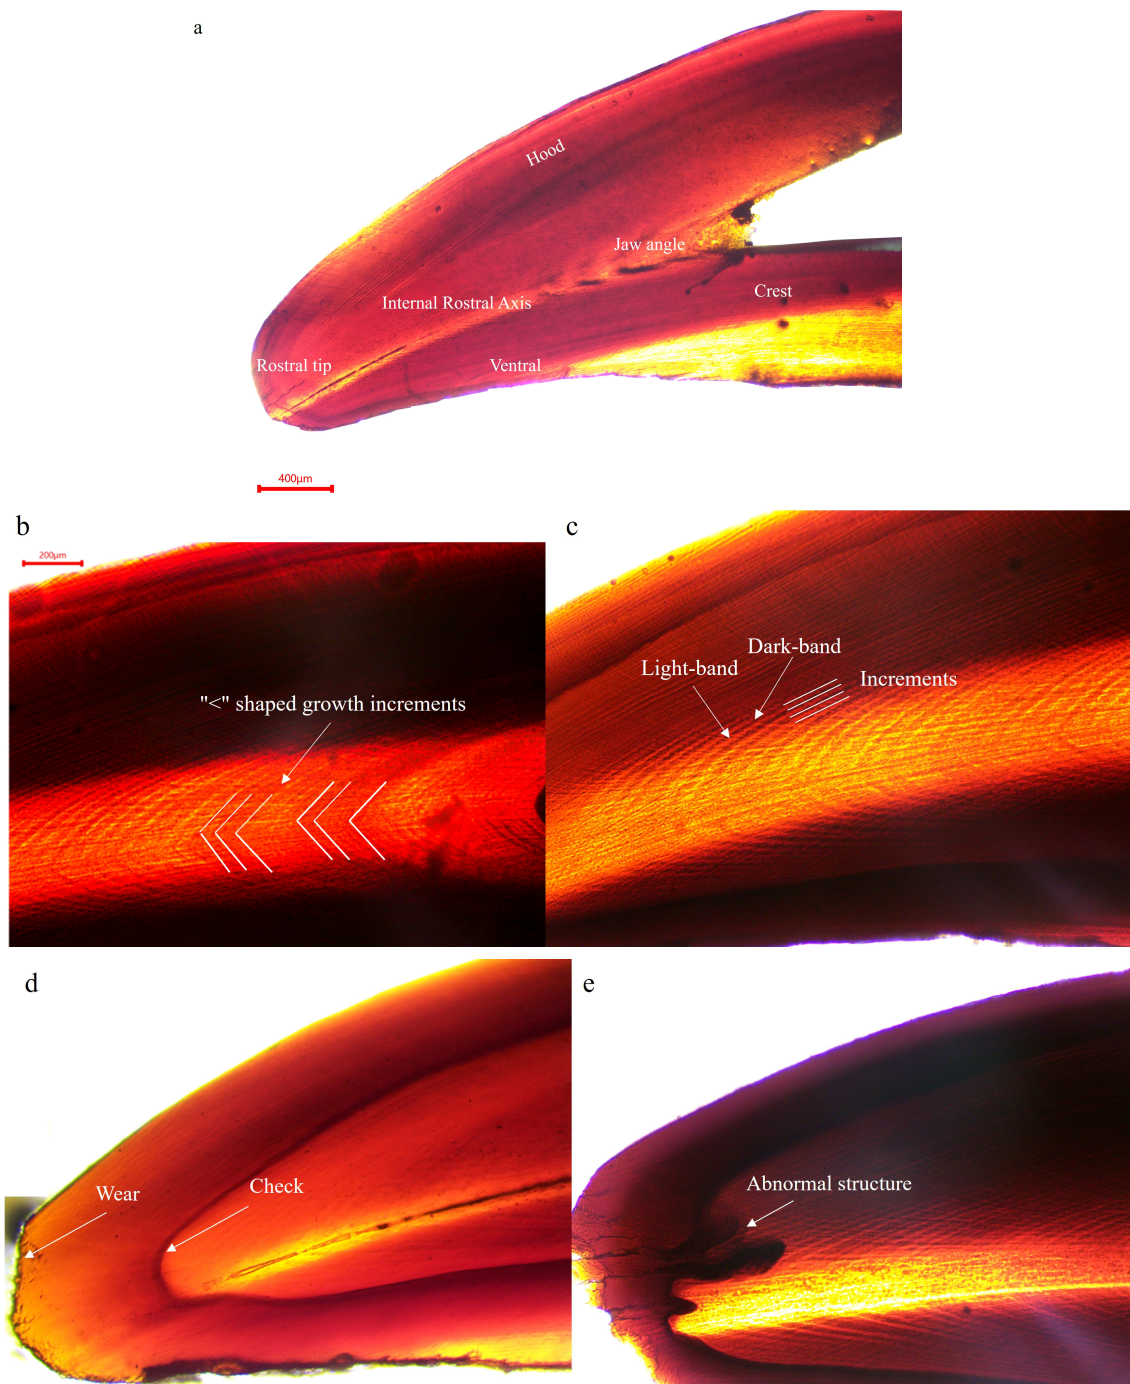 a
Hood
Jaw angle
Crest
Internal Rostral Axis
Rostral tip
Ventral
400μm
b
200μm
"<" shaped growth increments
c
Dark-band
Light-band
Increments
d
Wear
Check
e
Abnormal structure